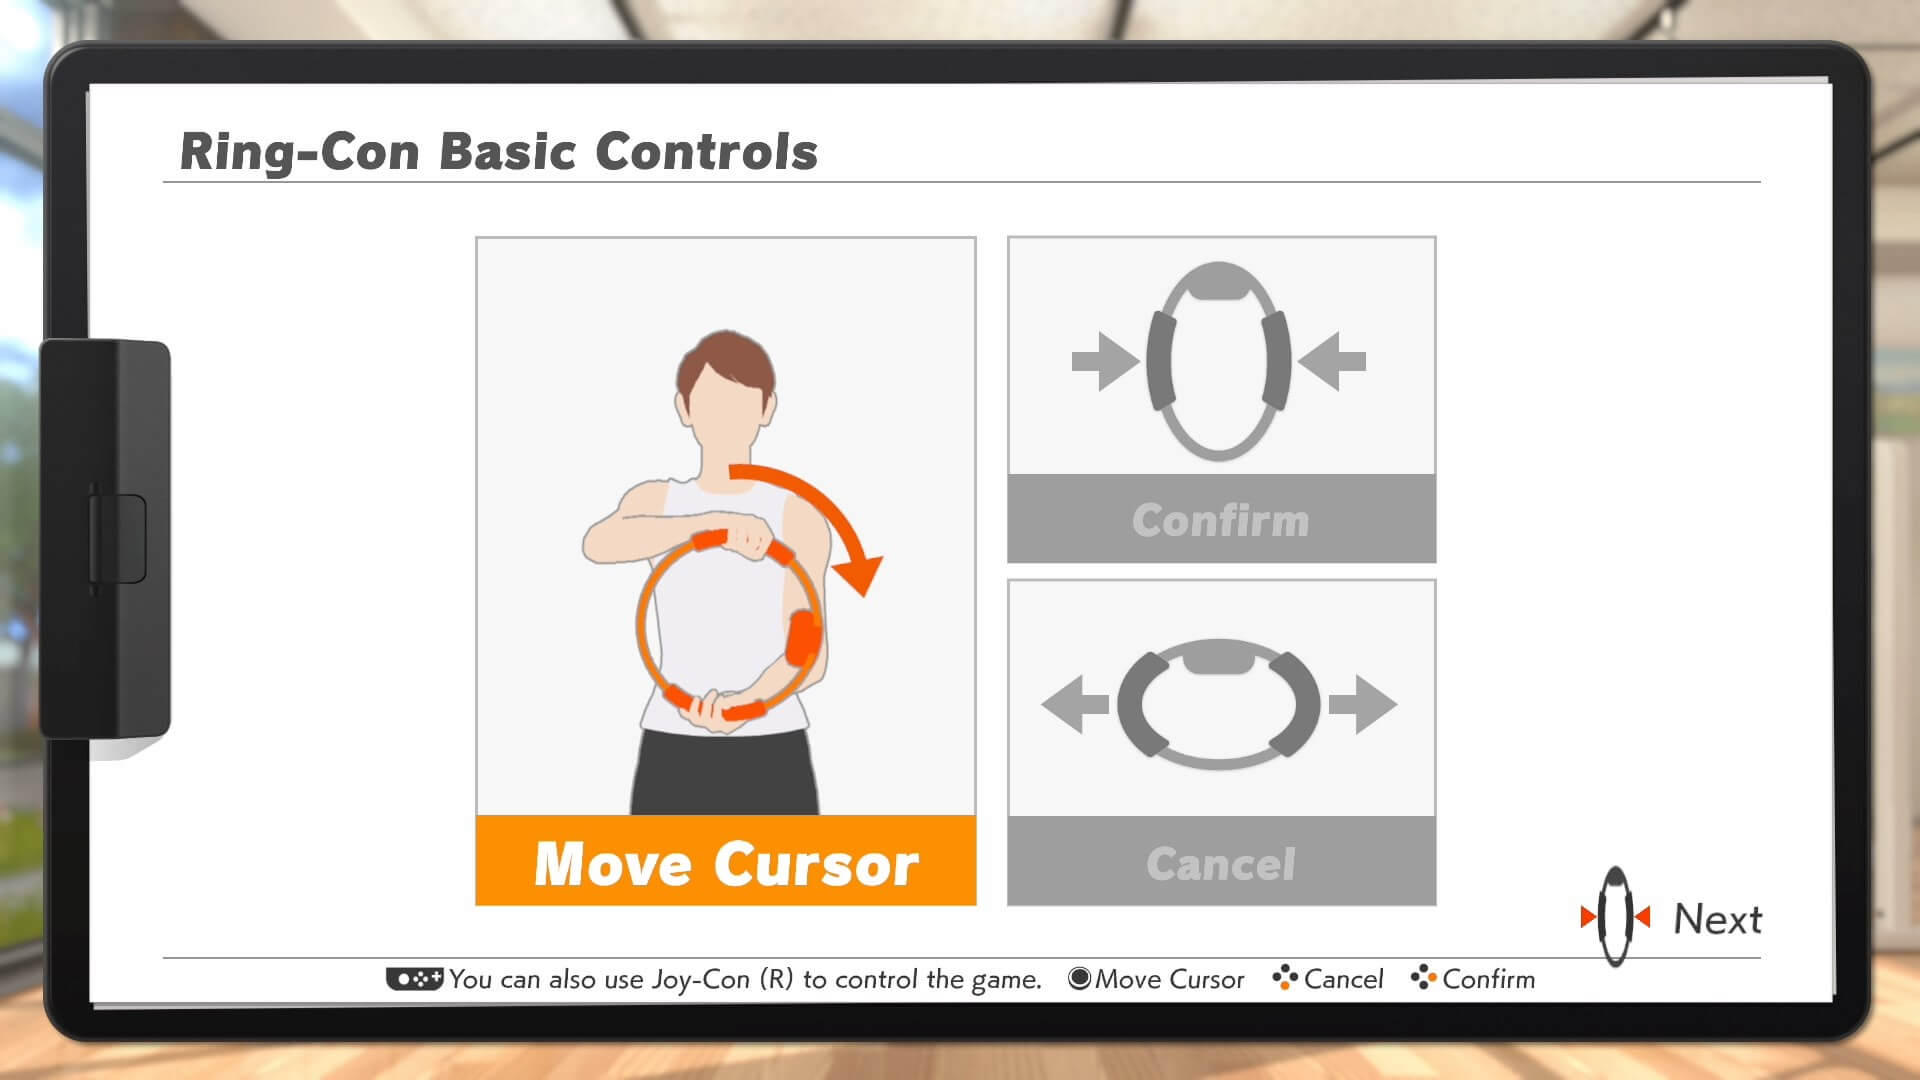 Ring-Con Basic Controls
Move Cursor
Confirm
Cancel
Next
You can also use Joy-Con (R) to control the game. Move Cursor Cancel Confirm